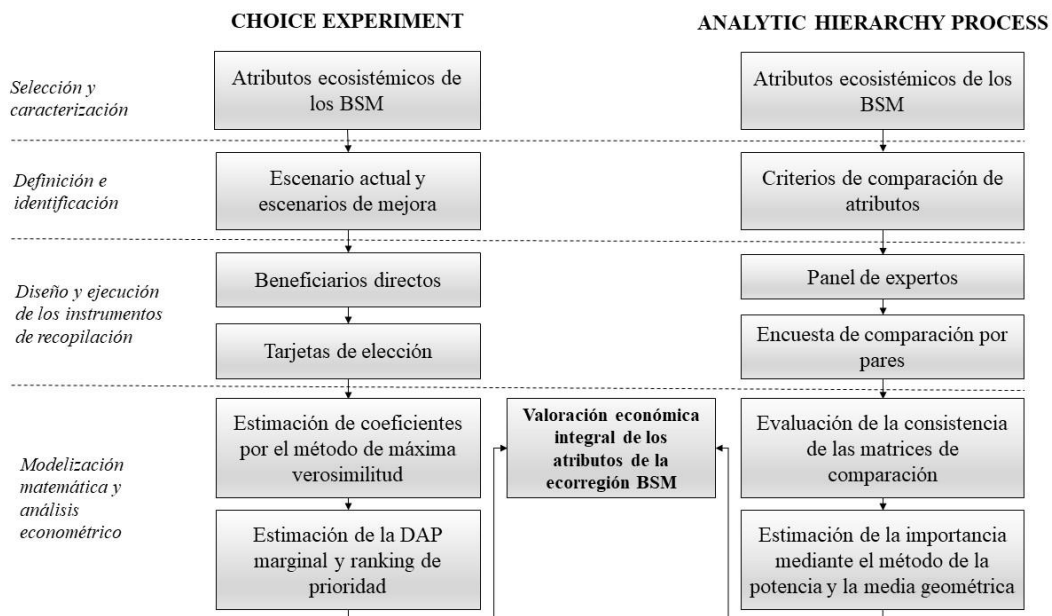 CHOICE EXPERIMENT
ANALYTIC HIERARCHY PROCESS
Selección y
caracterización
Atributos ecosistémicos de
los BSM
Atributos ecosistémicos de los
BSM
Definición e
identificación
Escenario actual y
escenarios de mejora
Criterios de comparación de
atributos
Diseño y ejecución
de los instrumentos
de recopilación
Beneficiarios directos
Panel de expertos
Tarjetas de elección
Encuesta de comparación por
pares
Modelización
matemática y
análisis
econométrico
Estimación de coeficientes
por el método de máxima
verosimilitud
Valoración económica
integral de los
atributos de la
ecorregión BSM
Evaluación de la consistencia
de las matrices de
comparación
Estimación de la DAP
marginal y ranking de
prioridad
Estimación de la importancia
mediante el método de la
potencia y la media geométrica